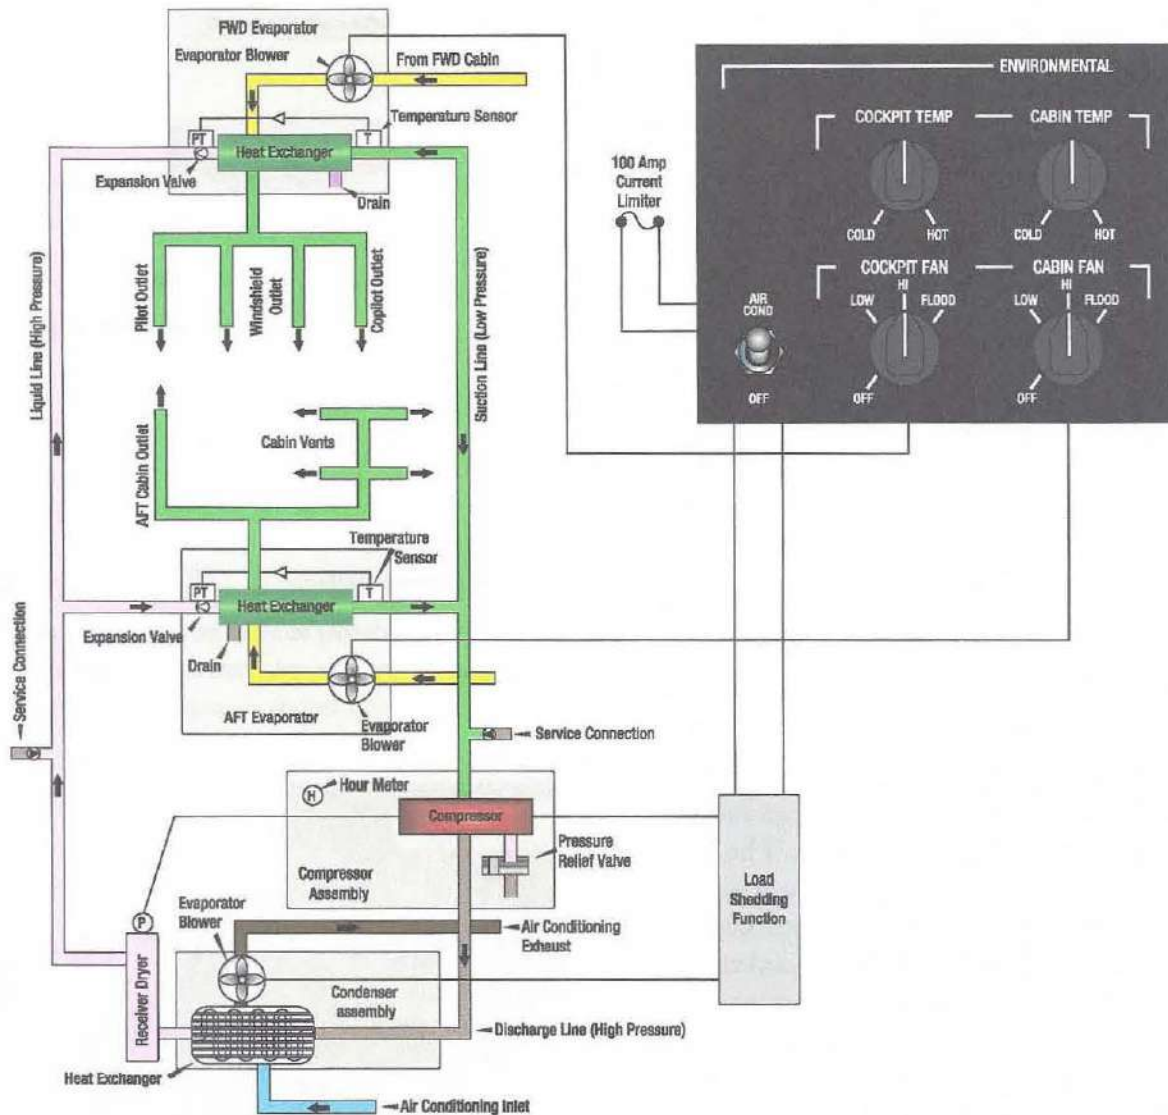 FWD Evaporator
Evaporator Blower
From FWD Cabin
PT
T
Temperature Sensor
Heat Exchanger
Expansion Valve
Drain
Pilot Outlet
Windshield
Outlet
Copilot Outlet
Liquid Line (High Pressure)
Suction Line (Low Pressure)
AFT Cabin Outlet
Cabin Vents
Temperature
Sensor
PT
T
Heat Exchanger
Expansion Valve
Drain
AFT Evaporator
Evaporator
Blower
Service Connection
Service Connection
H
Hour Meter
Compressor
Pressure
Relief Valve
Compressor
Assembly
P
Evaporator
Blower
Air Conditioning
Exhaust
Receiver Dryer
Condenser
assembly
Discharge Line (High Pressure)
Heat Exchanger
Air Conditioning Inlet
100 Amp
Current
Limiter
ENVIRONMENTAL
COCKPIT TEMP
CABIN TEMP
COLD
HOT
COLD
HOT
COCKPIT FAN
CABIN FAN
AIR
COND
OFF
LOW
HI
FLOOD
OFF
LOW
HI
FLOOD
OFF
Load
Shedding
Function